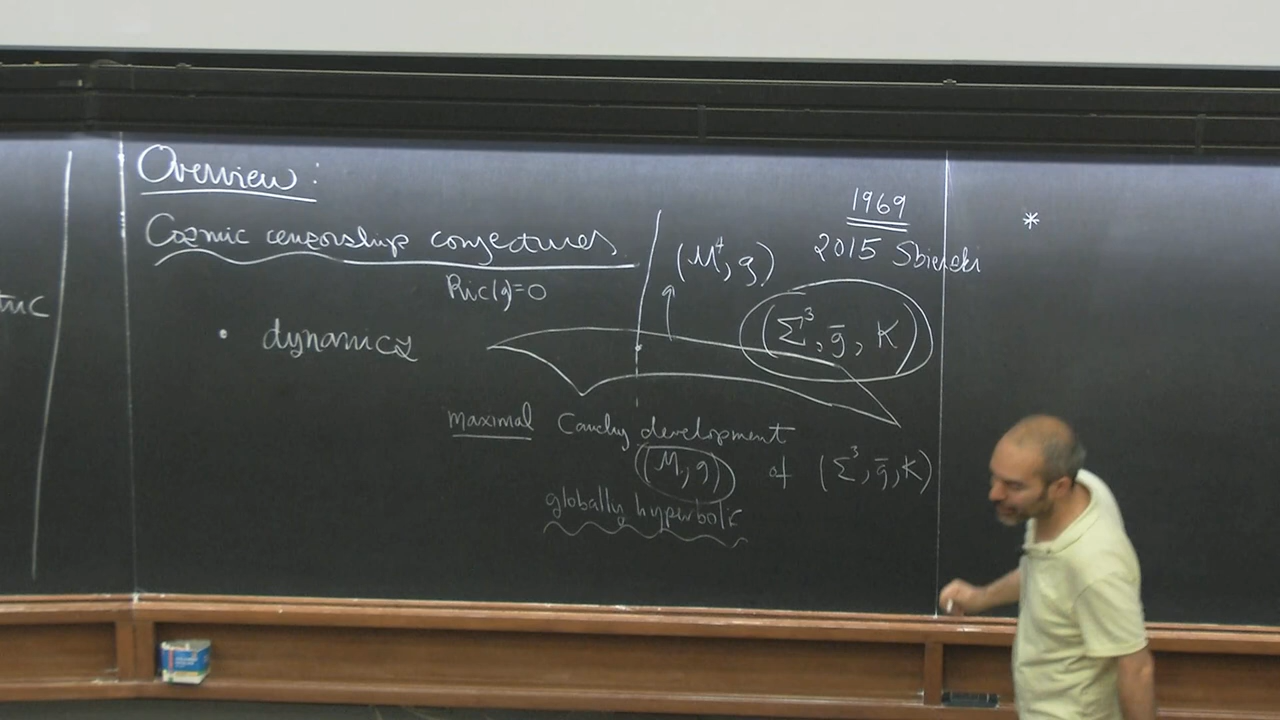 Overview:
Cosmic censorship conjectures
Ric(g)=0
• dynamics
(M⁴, g)
1969
2015 Sbierski
(Σ³, ḡ, K)
maximal Cauchy development
(M, g) of (Σ³, ḡ, K)
globally hyperbolic
*